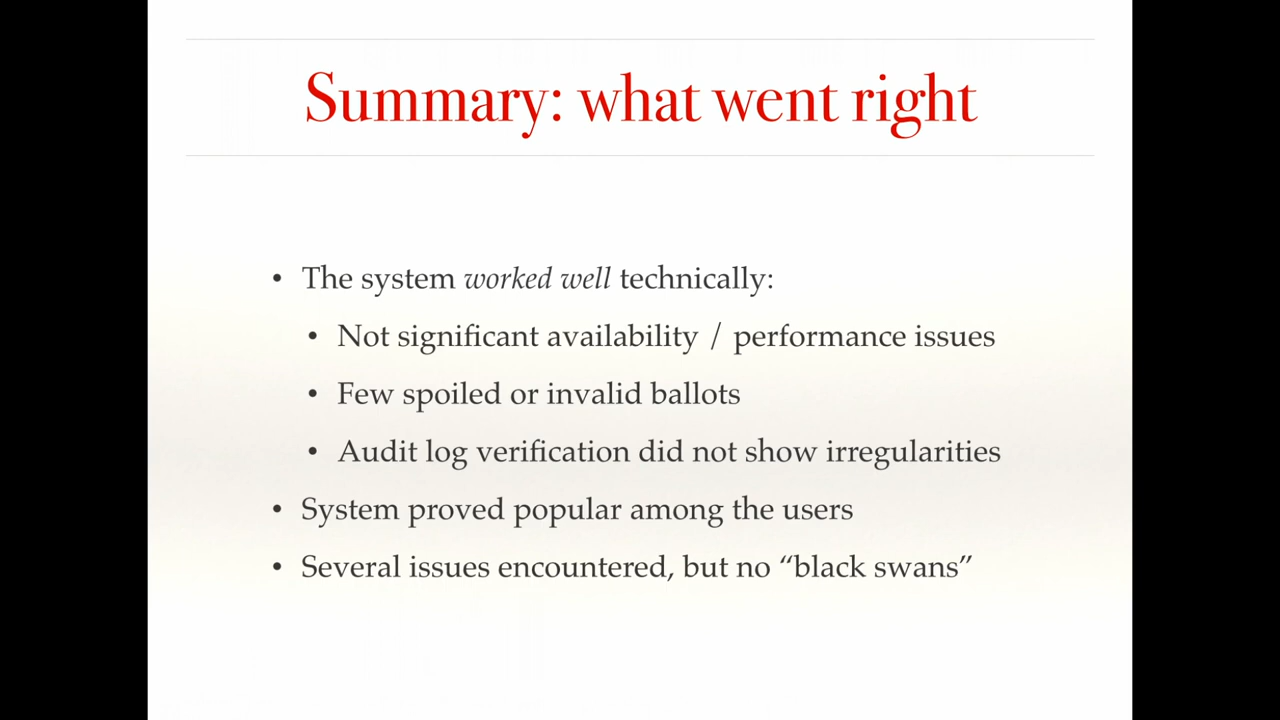 Summary: what went right
• The system worked well technically:
• Not significant availability / performance issues
• Few spoiled or invalid ballots
• Audit log verification did not show irregularities
• System proved popular among the users
• Several issues encountered, but no “black swans”